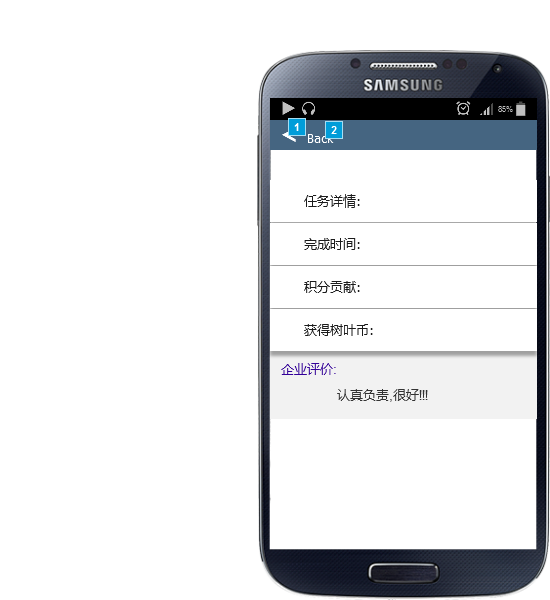 SAMSUNG
85%
1
2
Back
任务详情:
完成时间:
积分贡献:
获得树叶币:
企业评价:
认真负责,很好!!!